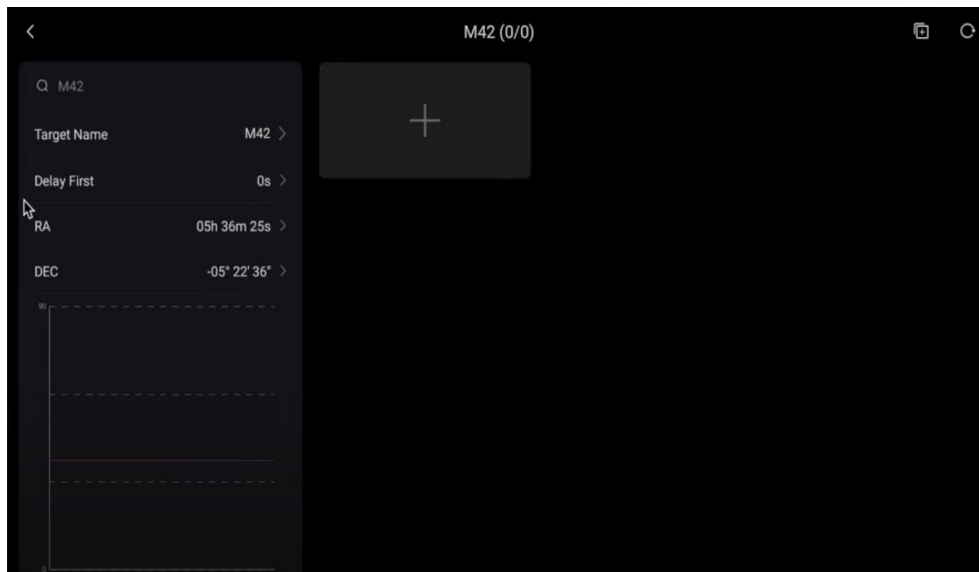 M42 (0/0)
M42
Target Name M42
Delay First 0s
RA 05h 36m 25s
DEC -05° 22' 36"
90
0